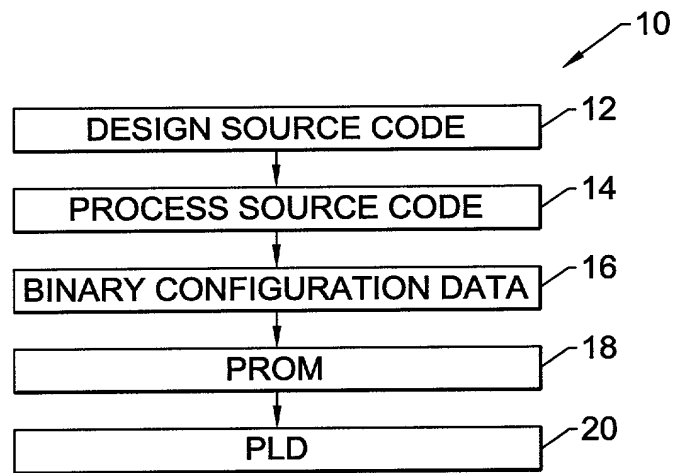 10
DESIGN SOURCE CODE 12
PROCESS SOURCE CODE 14
BINARY CONFIGURATION DATA 16
PROM 18
PLD 20